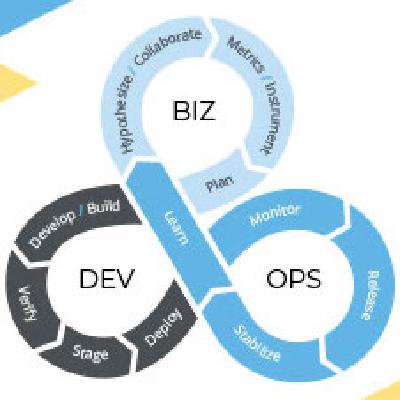 Hypothesize / Collaborate
Metrics / Instrument
BIZ
Plan
Learn
Develop / Build
DEV
Verify
Stage
Deploy
Monitor
OPS
Release
Stabilize